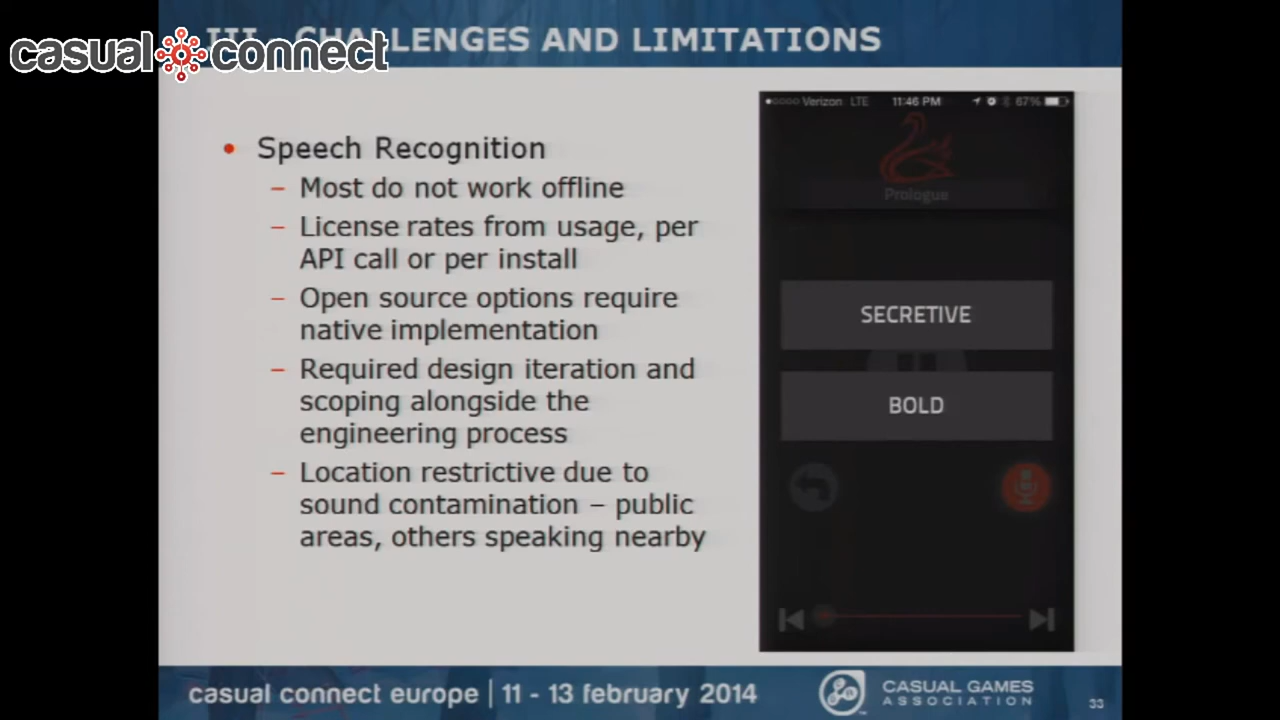 casual connect
III - CHALLENGES AND LIMITATIONS
• Speech Recognition
– Most do not work offline
– License rates from usage, per
API call or per install
– Open source options require
native implementation
– Required design iteration and
scoping alongside the
engineering process
– Location restrictive due to
sound contamination – public
areas, others speaking nearby
Verizon LTE 11:46 PM 67%
Prologue
SECRETIVE
BOLD
casual connect europe | 11 - 13 february 2014
CASUAL GAMES
ASSOCIATION
33